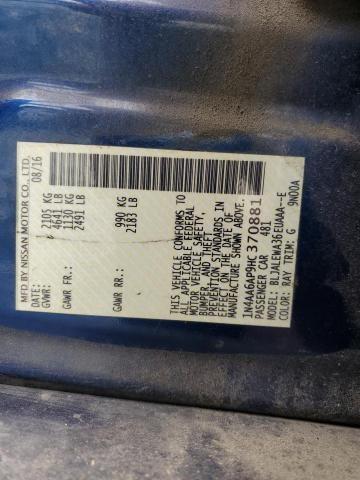 MFD BY NISSAN MOTOR CO., LTD.
08/16
GVWR: 2105 KG
4641 LB
GAWR FR.: 1130 KG
2491 LB
GAWR RR.: 990 KG
2183 LB
THIS VEHICLE CONFORMS TO
ALL APPLICABLE FEDERAL
MOTOR VEHICLE SAFETY,
BUMPER, AND THEFT
PREVENTION STANDARDS IN
EFFECT ON THE DATE OF
MANUFACTURE SHOWN ABOVE.
1N4AA6AP9HC370881
PASSENGER CAR 4817
MODEL: BLJALEWA36EUAAA--E
COLOR: RAY TRIM: G 9N00A